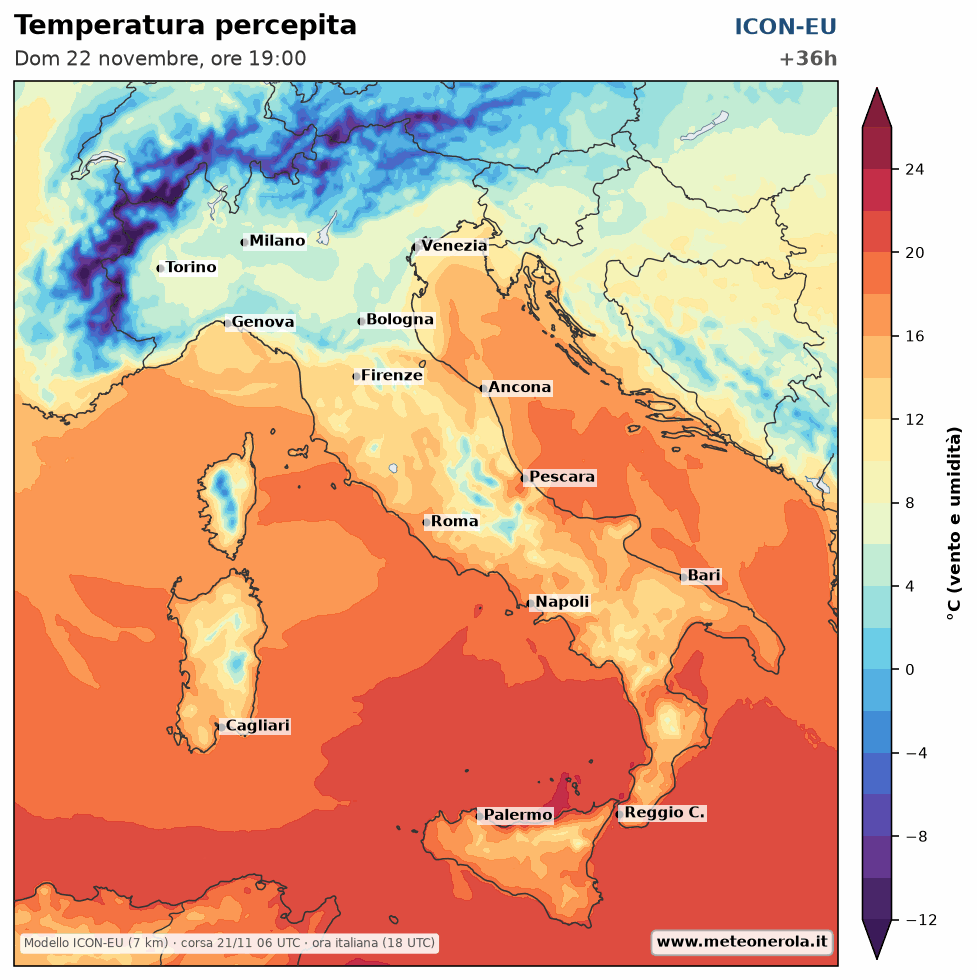 Temperatura percepita
ICON-EU
Dom 22 novembre, ore 19:00
+36h
24
20
16
12
8
4
0
−4
−8
−12
°C (vento e umidità)
Milano
Venezia
Torino
Genova
Bologna
Firenze
Ancona
Pescara
Roma
Bari
Napoli
Cagliari
Palermo
Reggio C.
Modello ICON-EU (7 km) · corsa 21/11 06 UTC · ora italiana (18 UTC)
www.meteonerola.it